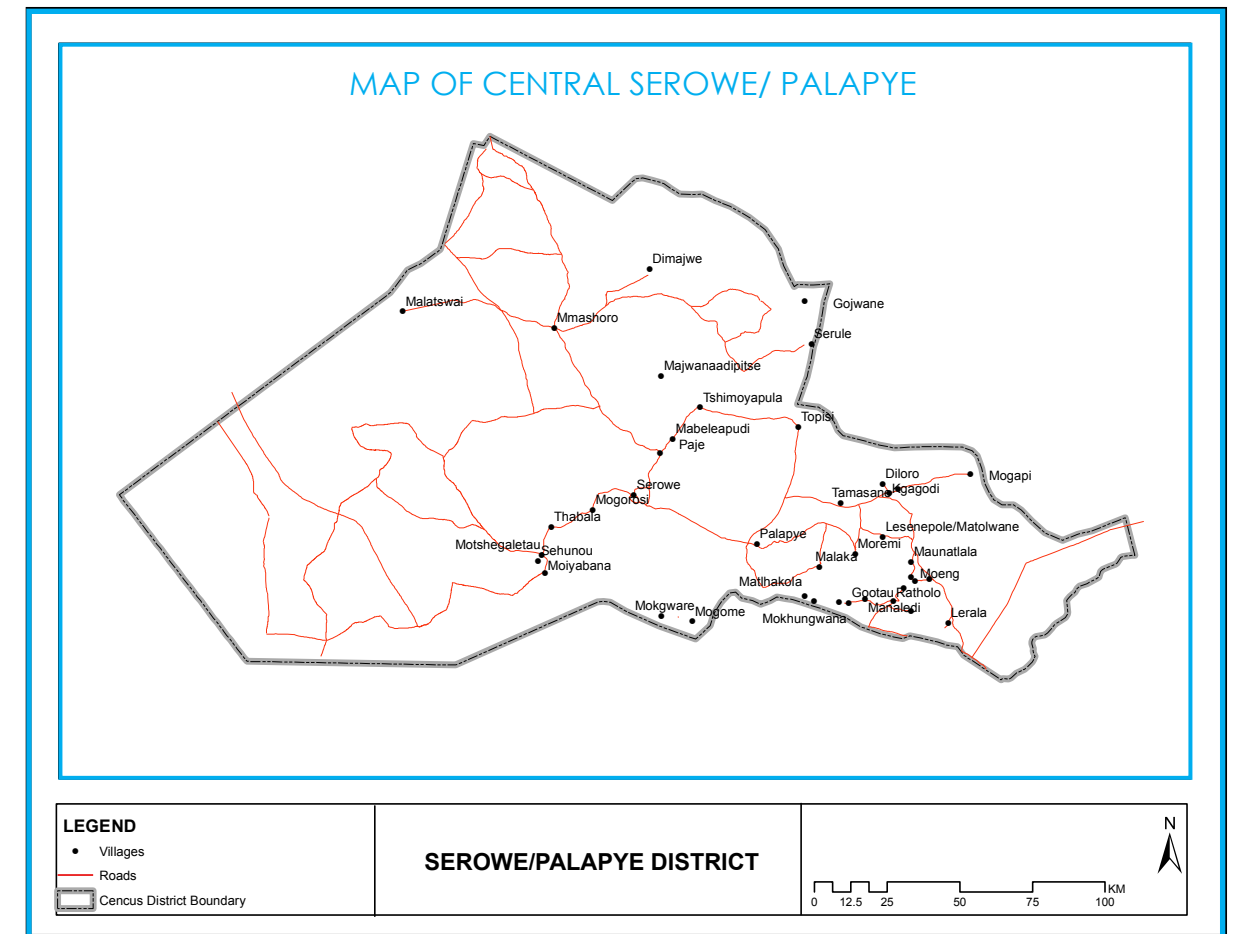 MAP OF CENTRAL SEROWE/ PALAPYE
Dimajwe
Malatswai
Gojwane
Mmashoro
Serule
Majwanaadipitse
Tshimoyapula
Topisi
Mabeleapudi
Paje
Diloro
Mogapi
Serowe
Kgagodi
Tamasane
Mogorosi
Thabala
Lesenepole/Matolwane
Palapye
Moremi
Motshegaletau
Sehunou
Malaka
Maunatlala
Moiyabana
Moeng
Matlhakola
Gootau
Ratholo
Mokgware
Mogome
Manaledi
Mokhungwana
Lerala
LEGEND
Villages
Roads
Cencus District Boundary
SEROWE/PALAPYE DISTRICT
N
KM
0 12.5 25 50 75 100